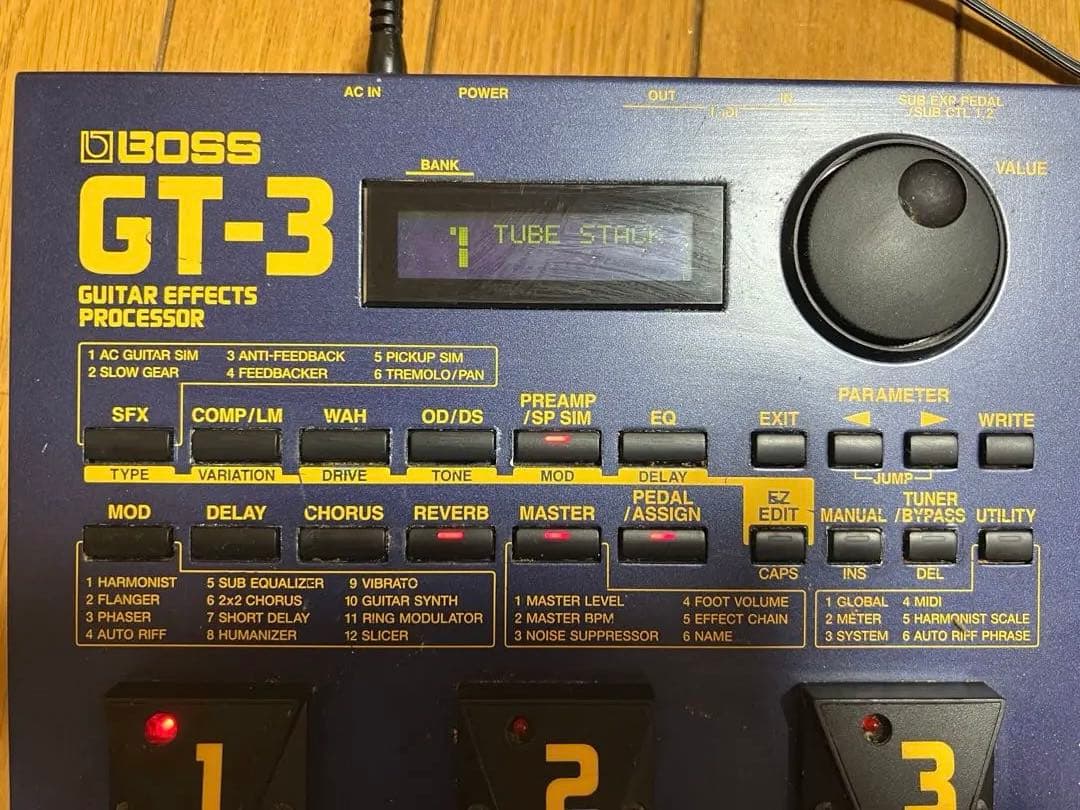 AC IN POWER OUT IN SUB EXP PEDAL
MIDI /SUB CTL 1,2
BOSS
BANK
VALUE
GT-3
1 TUBE STACK
GUITAR EFFECTS
PROCESSOR
1 AC GUITAR SIM 3 ANTI-FEEDBACK 5 PICKUP SIM
2 SLOW GEAR 4 FEEDBACKER 6 TREMOLO/PAN
PARAMETER
SFX COMP/LM WAH OD/DS PREAMP
/SP SIM EQ EXIT ◀ ▶ WRITE
TYPE VARIATION DRIVE TONE MOD DELAY
JUMP
MOD DELAY CHORUS REVERB MASTER PEDAL
/ASSIGN
EZ
EDIT
MANUAL TUNER
/BYPASS UTILITY
CAPS INS DEL
1 HARMONIST 5 SUB EQUALIZER 9 VIBRATO
2 FLANGER 6 2x2 CHORUS 10 GUITAR SYNTH
3 PHASER 7 SHORT DELAY 11 RING MODULATOR
4 AUTO RIFF 8 HUMANIZER 12 SLICER
1 MASTER LEVEL 4 FOOT VOLUME
2 MASTER BPM 5 EFFECT CHAIN
3 NOISE SUPPRESSOR 6 NAME
1 GLOBAL 4 MIDI
2 METER 5 HARMONIST SCALE
3 SYSTEM 6 AUTO RIFF PHRASE
1 2 3